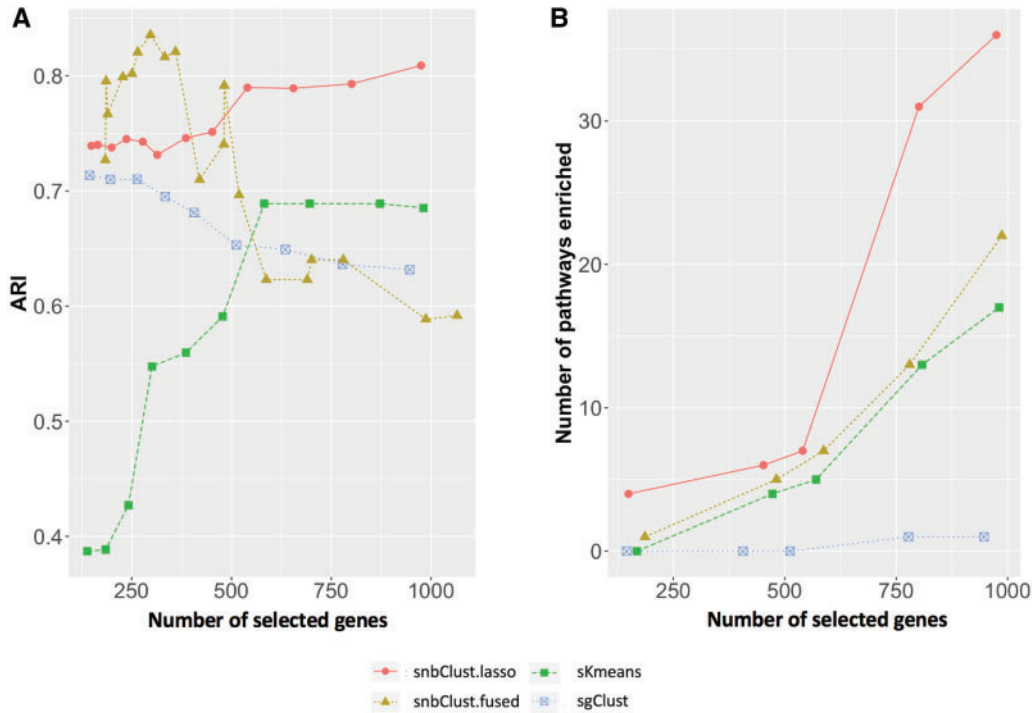 A
B
ARI
0.8
0.7
0.6
0.5
0.4
250
500
750
1000
Number of selected genes
Number of pathways enriched
30
20
10
0
250
500
750
1000
Number of selected genes
snbClust.lasso
sKmeans
snbClust.fused
sgClust